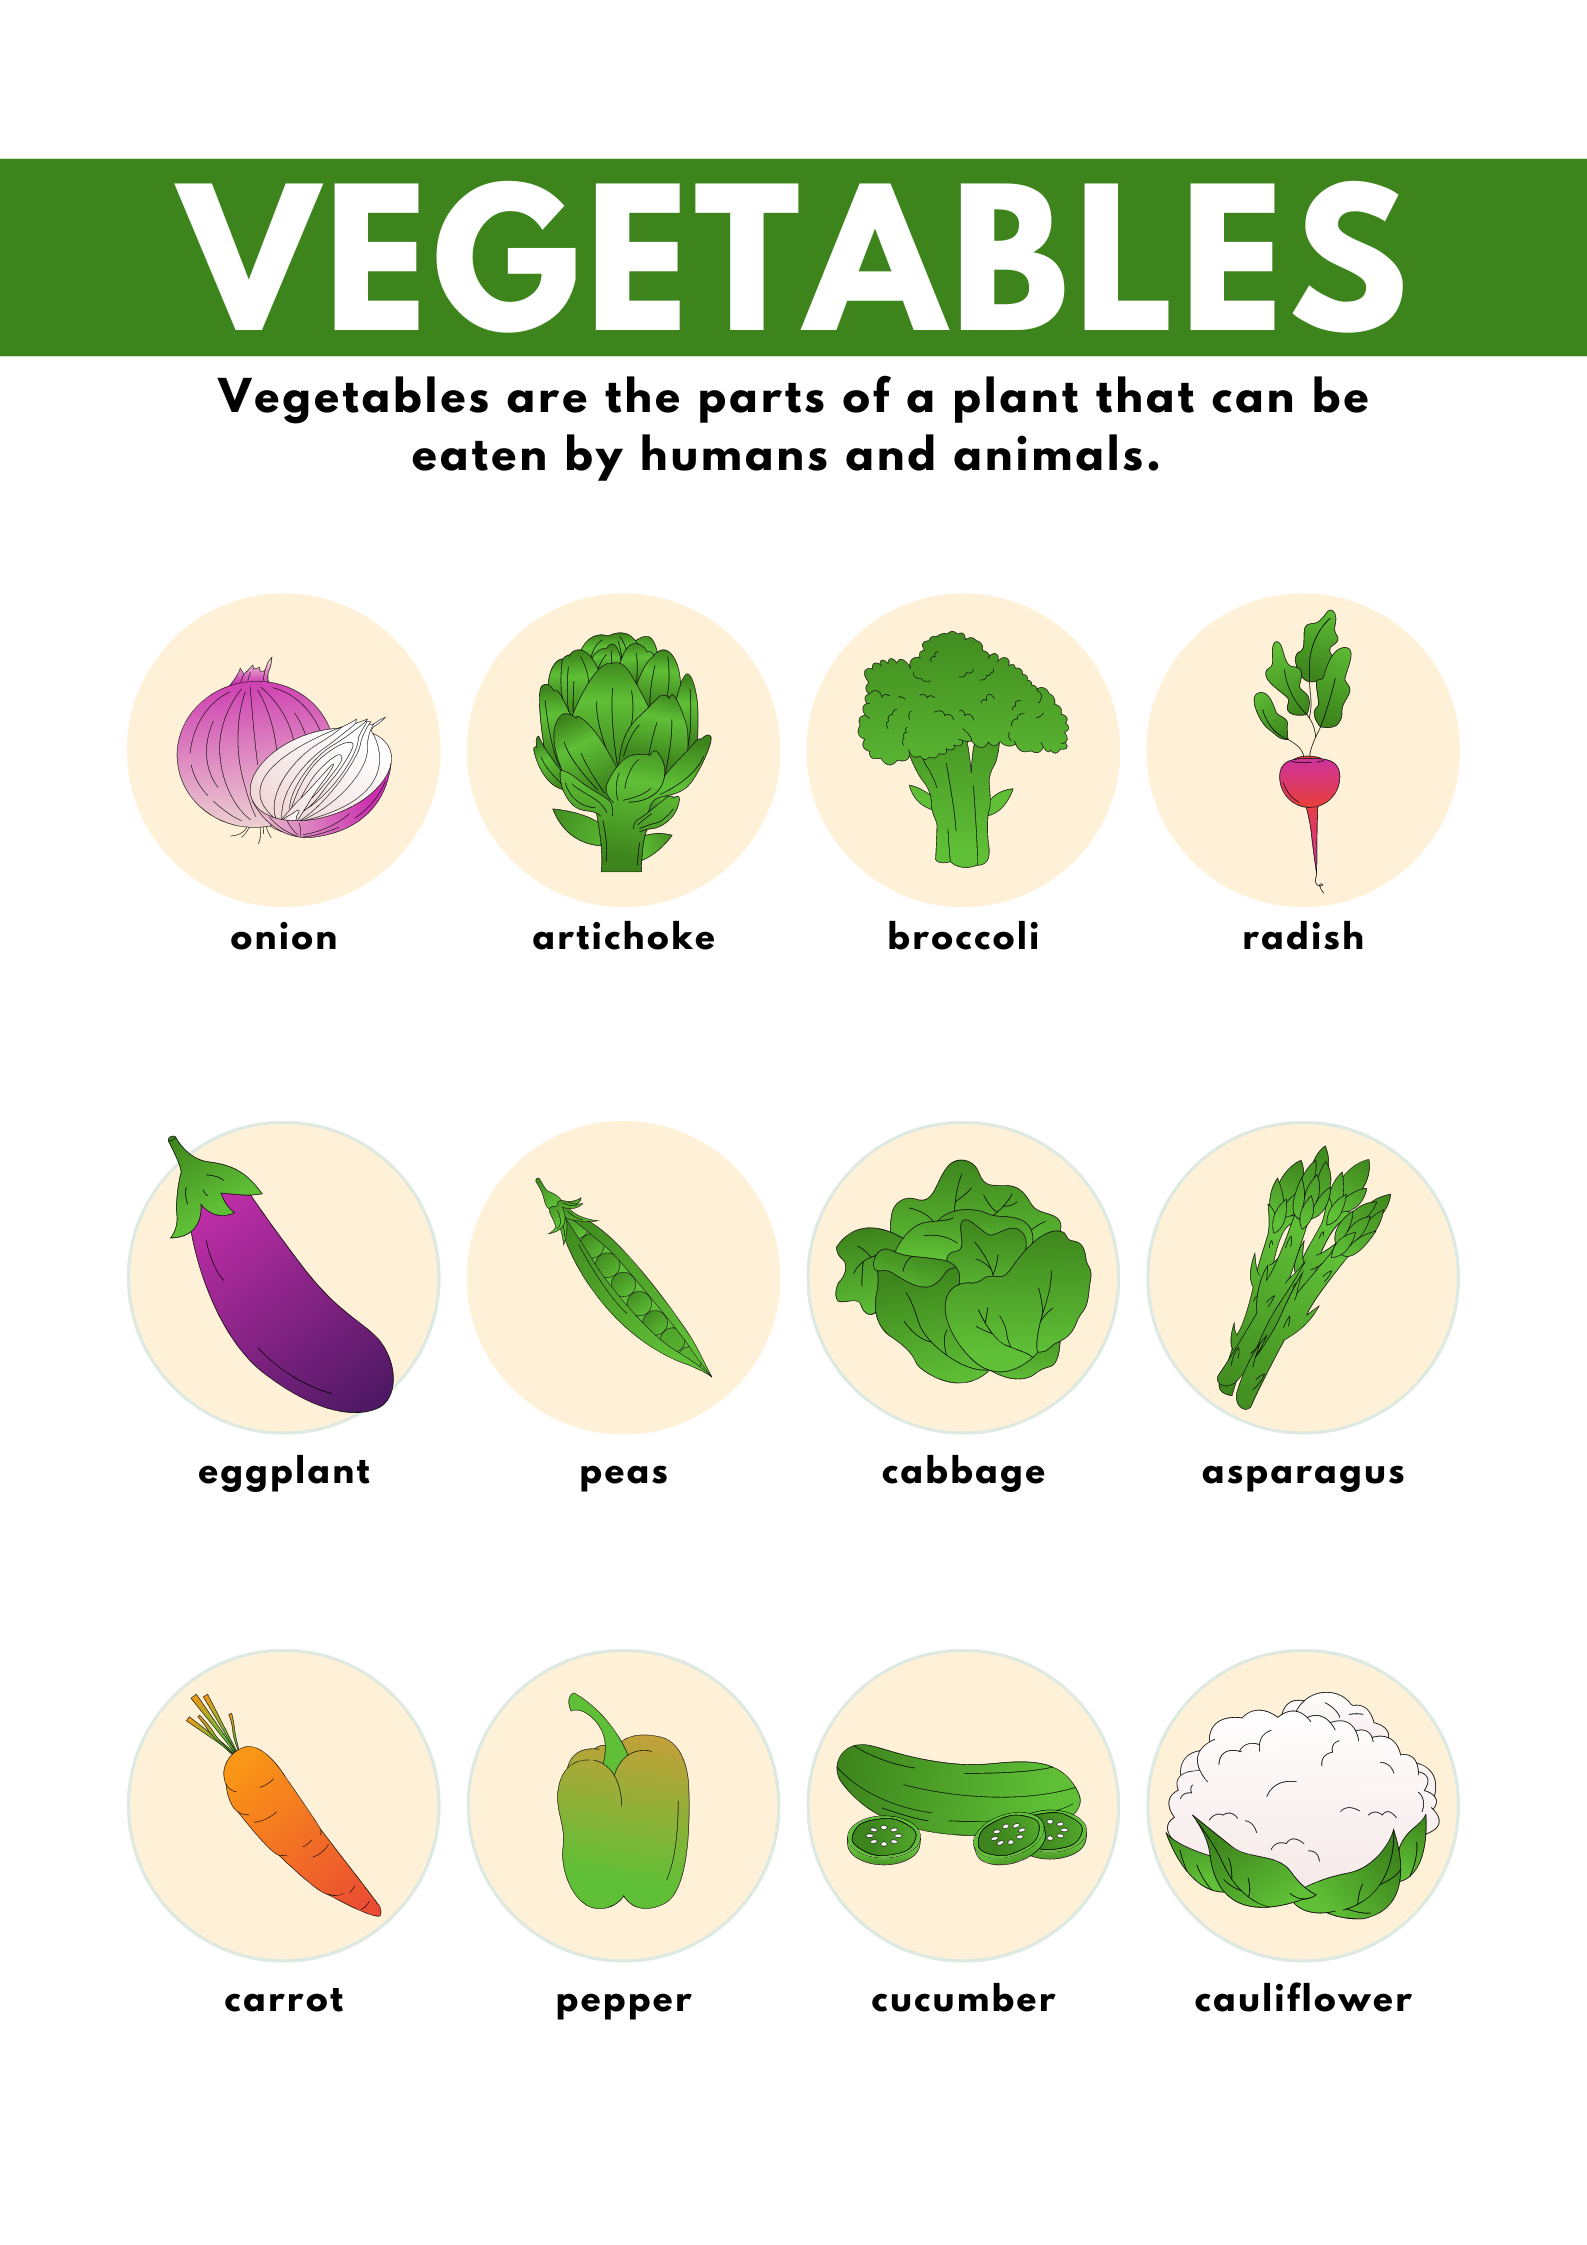 VEGETABLES
Vegetables are the parts of a plant that can be
eaten by humans and animals.
onion
artichoke
broccoli
radish
eggplant
peas
cabbage
asparagus
carrot
pepper
cucumber
cauliflower